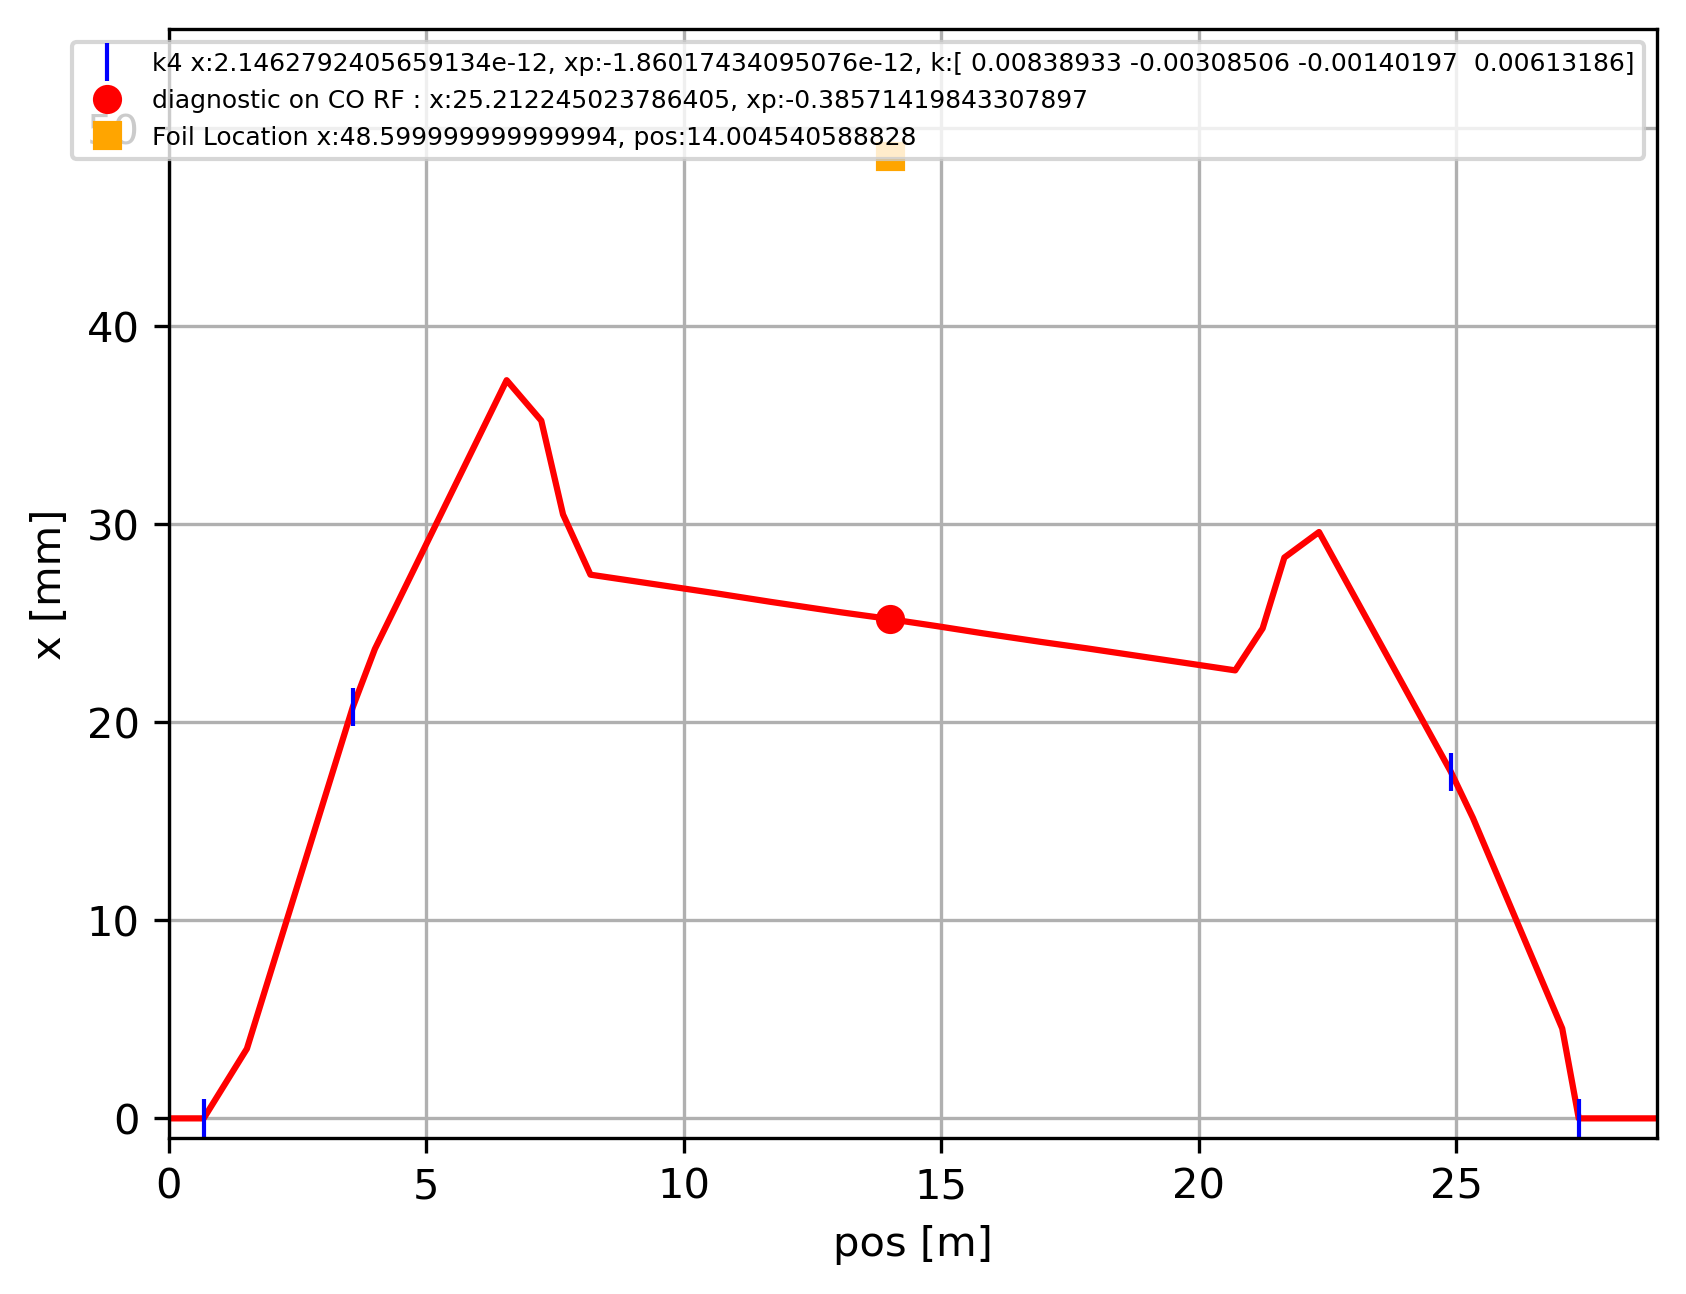 k4 x:2.1462792405659134e-12, xp:-1.86017434095076e-12, k:[ 0.00838933 -0.00308506 -0.00140197  0.00613186]
diagnostic on CO RF : x:25.212245023786405, xp:-0.38571419843307897
Foil Location x:48.599999999999994, pos:14.004540588828
50
40
30
20
10
0
x [mm]
0 5 10 15 20 25
pos [m]